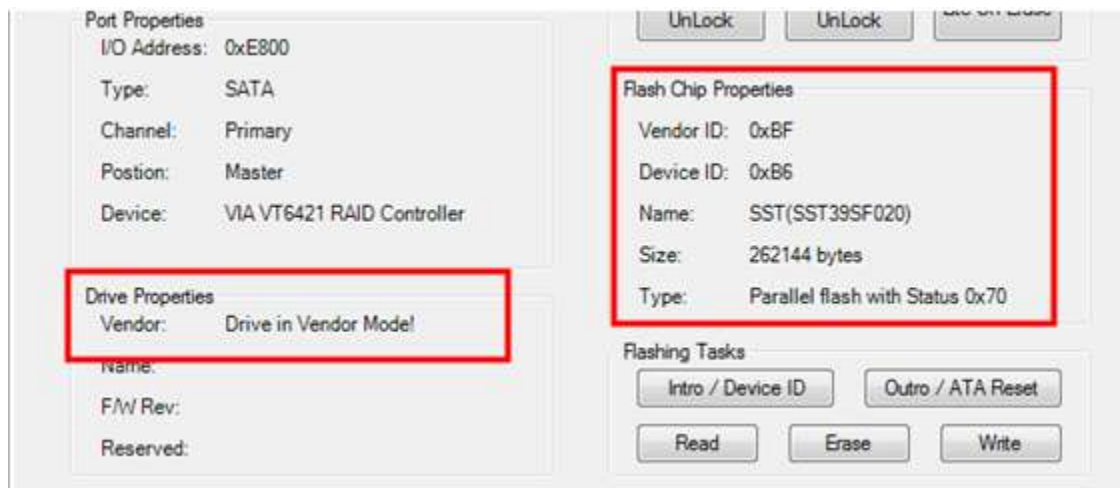 Port Properties
I/O Address: 0xE800
Type: SATA
Channel: Primary
Postion: Master
Device: VIA VT6421 RAID Controller
Drive Properties
Vendor: Drive in Vendor Mode!
Name:
F/W Rev:
Reserved:
UnLock
UnLock
Flash Chip Properties
Vendor ID: 0xBF
Device ID: 0xB6
Name: SST(SST39SF020)
Size: 262144 bytes
Type: Parallel flash with Status 0x70
Flashing Tasks
Intro / Device ID
Outro / ATA Reset
Read
Erase
Write